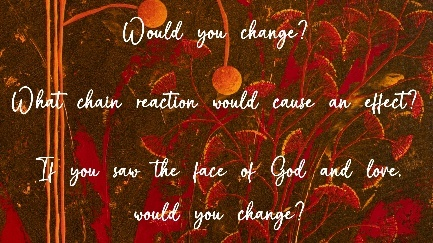 Would you change?
What chain reaction would cause an effect?
If you saw the face of God and love,
would you change?